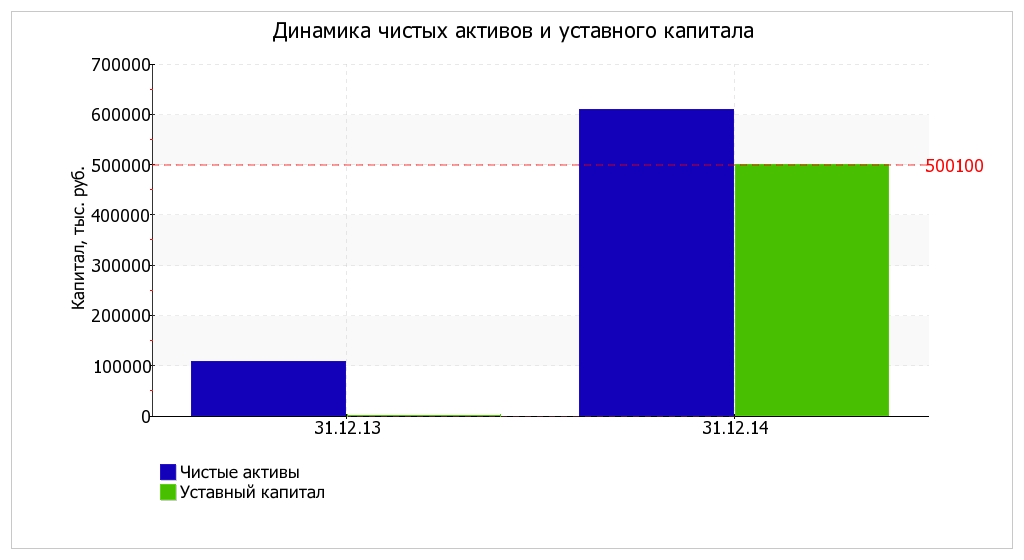 Динамика чистых активов и уставного капитала
Капитал, тыс. руб.
700000
600000
500000
400000
300000
200000
100000
0
500100
31.12.13
31.12.14
Чистые активы
Уставный капитал